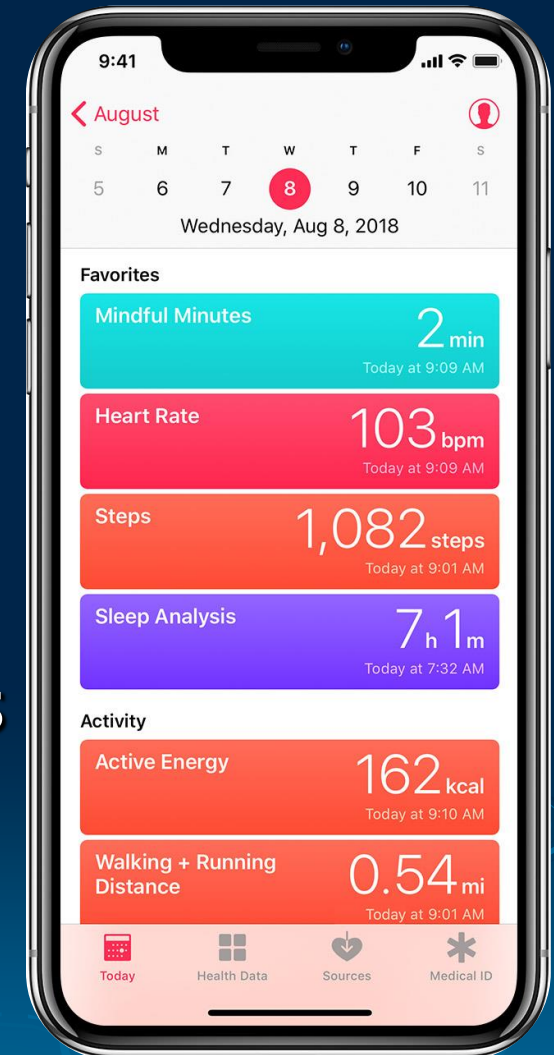 9:41
August
S M T W T F S
5 6 7 8 9 10 11
Wednesday, Aug 8, 2018
Favorites
Mindful Minutes
2 min
Today at 9:09 AM
Heart Rate
103 bpm
Today at 9:09 AM
Steps
1,082 steps
Today at 9:01 AM
Sleep Analysis
7h 1m
Today at 7:32 AM
Activity
Active Energy
162 kcal
Today at 9:10 AM
Walking + Running
Distance
0.54 mi
Today at 9:01 AM
Today Health Data Sources Medical ID